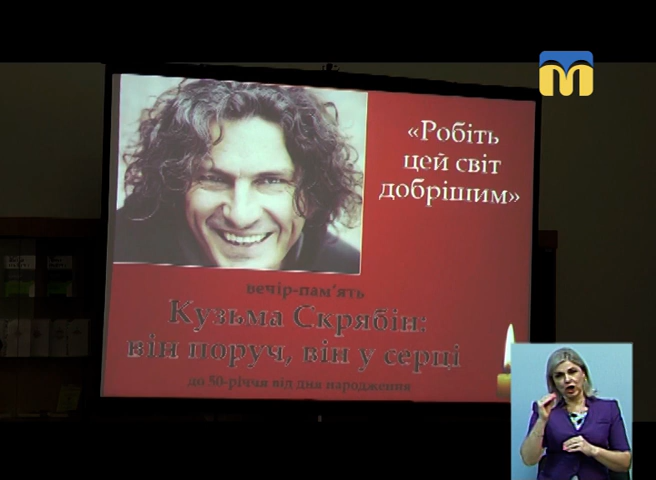 «Робіть
цей світ
добрішим»
вечір-пам'ять
Кузьма Скрябін:
він поруч, він у серці
до 50-річчя від дня народження